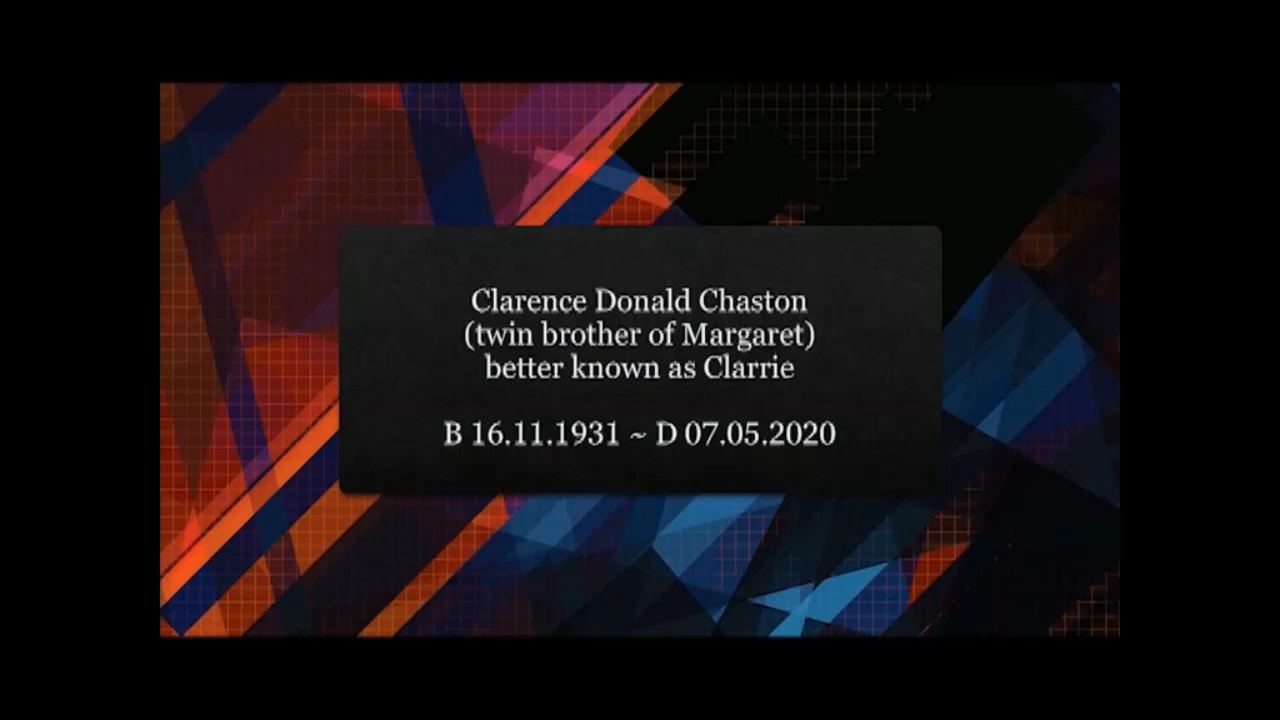 Clarence Donald Chaston
(twin brother of Margaret)
better known as Clarrie
B 16.11.1931 ~ D 07.05.2020